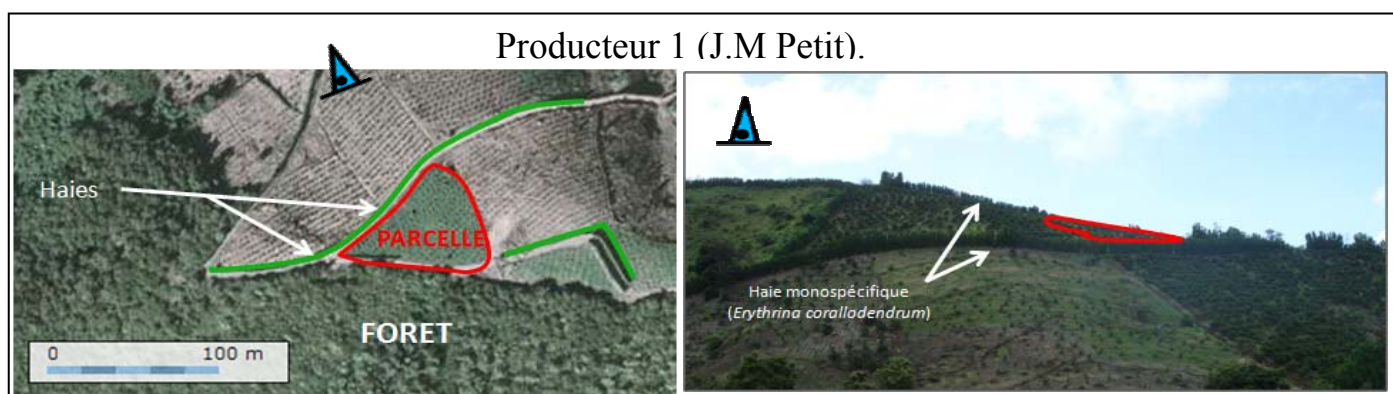 Producteur 1 (J.M Petit).
Haies
PARCELLE
FORET
0 100 m
Haie monospécifique
(Erythrina corallodendrum)